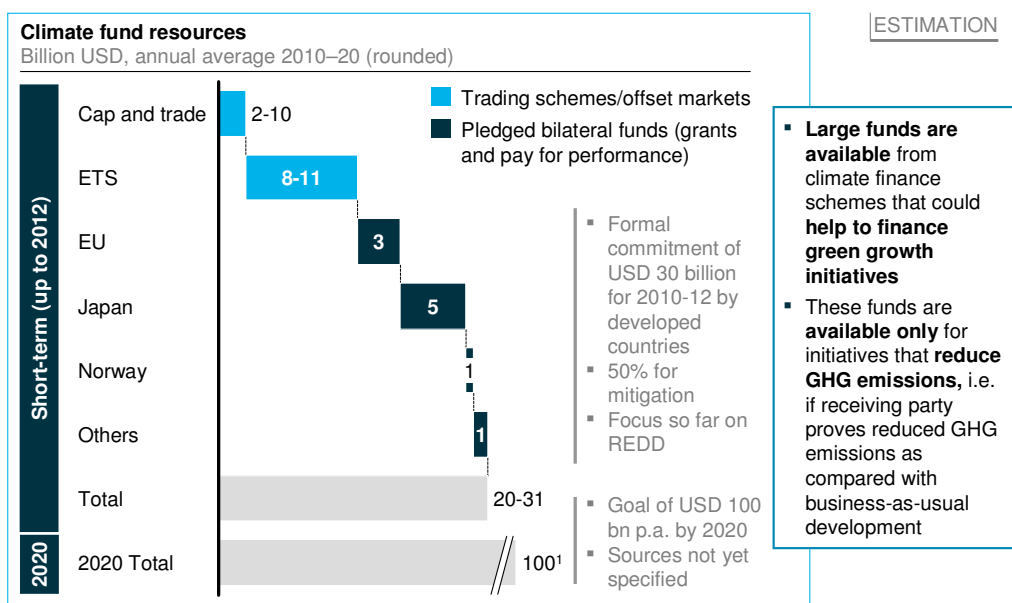 Climate fund resources
Billion USD, annual average 2010–20 (rounded)
ESTIMATION
Short-term (up to 2012)
2020
Trading schemes/offset markets
Pledged bilateral funds (grants
and pay for performance)
Cap and trade
2-10
ETS
8-11
EU
3
Japan
5
Norway
1
Others
1
Total
20-31
2020 Total
100¹
▪ Formal
commitment of
USD 30 billion
for 2010-12 by
developed
countries
▪ 50% for
mitigation
▪ Focus so far on
REDD
▪ Goal of USD 100
bn p.a. by 2020
▪ Sources not yet
specified
▪ Large funds are
available from
climate finance
schemes that could
help to finance
green growth
initiatives
▪ These funds are
available only for
initiatives that reduce
GHG emissions, i.e.
if receiving party
proves reduced GHG
emissions as
compared with
business-as-usual
development